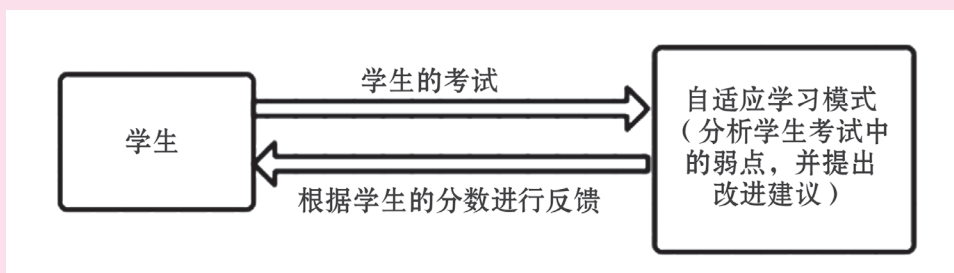 学生的考试
学生
自适应学习模式
（分析学生考试中
的弱点，并提出
改进建议）
根据学生的分数进行反馈